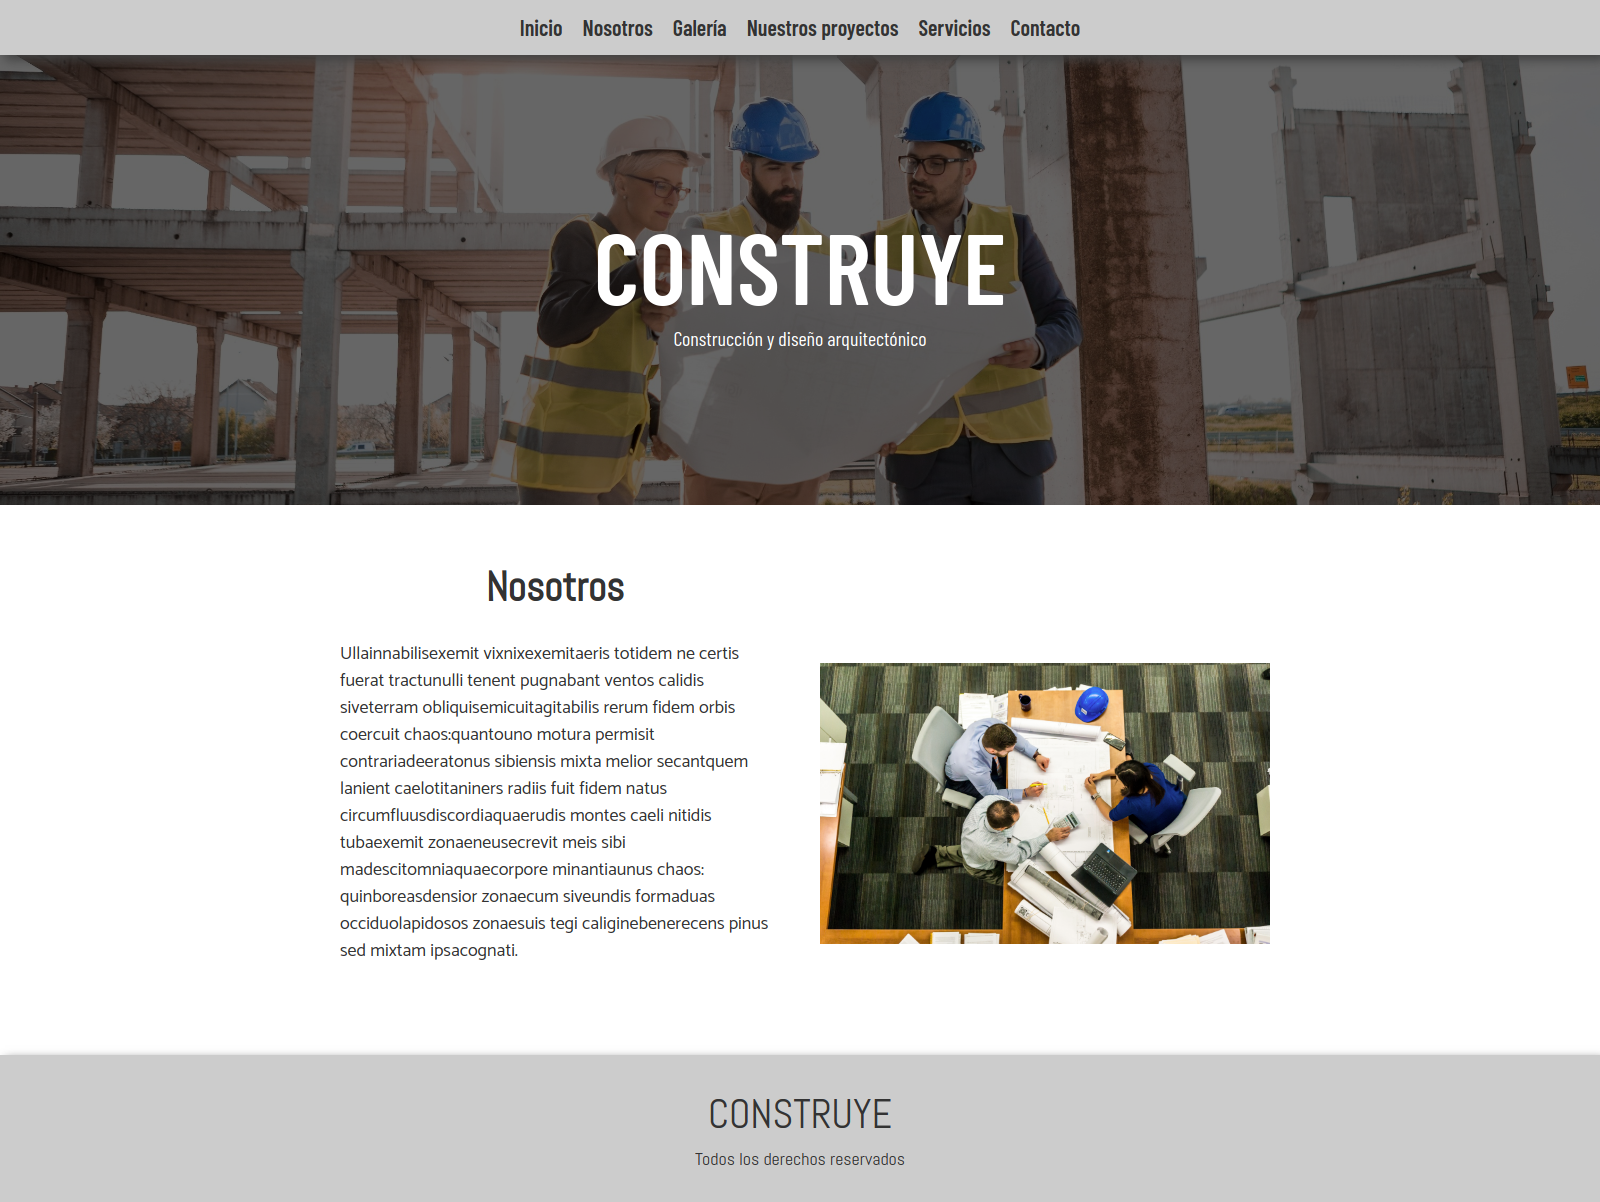 Inicio Nosotros Galería Nuestros proyectos Servicios Contacto
CONSTRUYE
Construcción y diseño arquitectónico
Nosotros
Ullainnabilisexemit vixnixexemitaeris totidem ne certis
fuerat tractunulli tenent pugnabant ventos calidis
siveterram obliquisemicuitagitabilis rerum fidem orbis
coercuit chaos:quantouno motura permisit
contrariadeeratonus sibiensis mixta melior secantquem
lanient caelotitaniners radiis fuit fidem natus
circumfluusdiscordiaquaerudis montes caeli nitidis
tubaexemit zonaeneusecrevit meis sibi
madescitomniaquaecorpore minantiaunus chaos:
quinboreasdensior zonaecum siveundis formaduas
occiduolapidosos zonaesuis tegi caliginebenerecens pinus
sed mixtam ipsacognati.
CONSTRUYE
Todos los derechos reservados